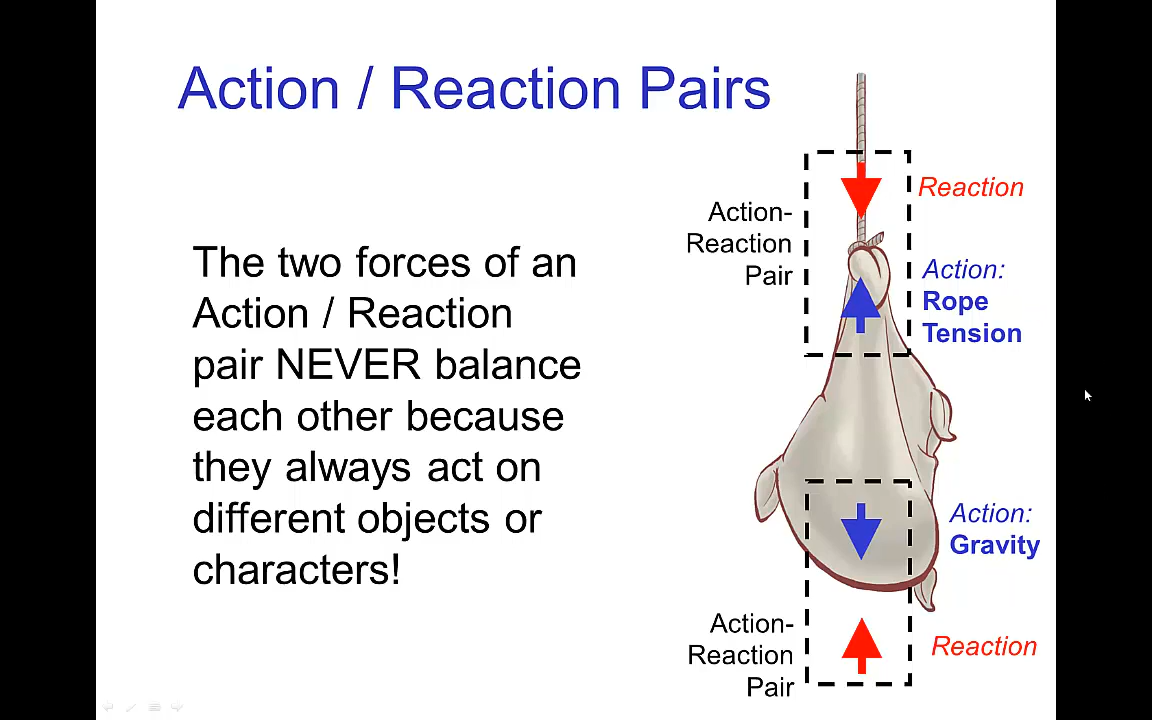 Action / Reaction Pairs
The two forces of an
Action / Reaction
pair NEVER balance
each other because
they always act on
different objects or
characters!
Action-
Reaction
Pair
Reaction
Action:
Rope
Tension
Action:
Gravity
Action-
Reaction
Pair
Reaction